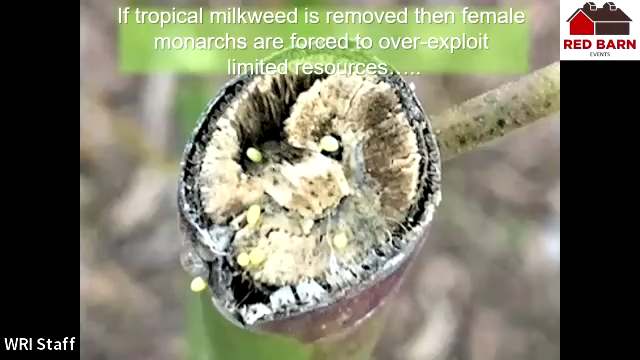 If tropical milkweed is removed then female
monarchs are forced to over-exploit
limited resources…..
RED BARN
EVENTS
WRI Staff